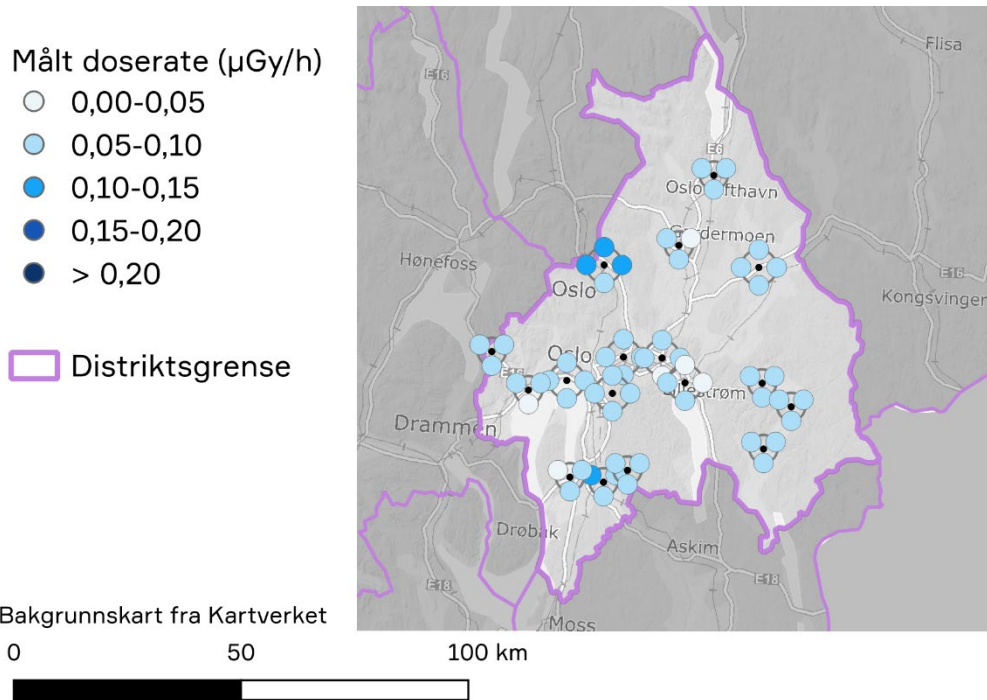 Målt doserate (µGy/h)
0,00-0,05
0,05-0,10
0,10-0,15
0,15-0,20
> 0,20
Distriktsgrense
Bakgrunnskart fra Kartverket
0 50 100 km
E16
Flisa
E6
Hønefoss
Oslo
E16
Kongsvinger
Oslo
Drammen
Drøbak
Askim
E18
E18
Moss